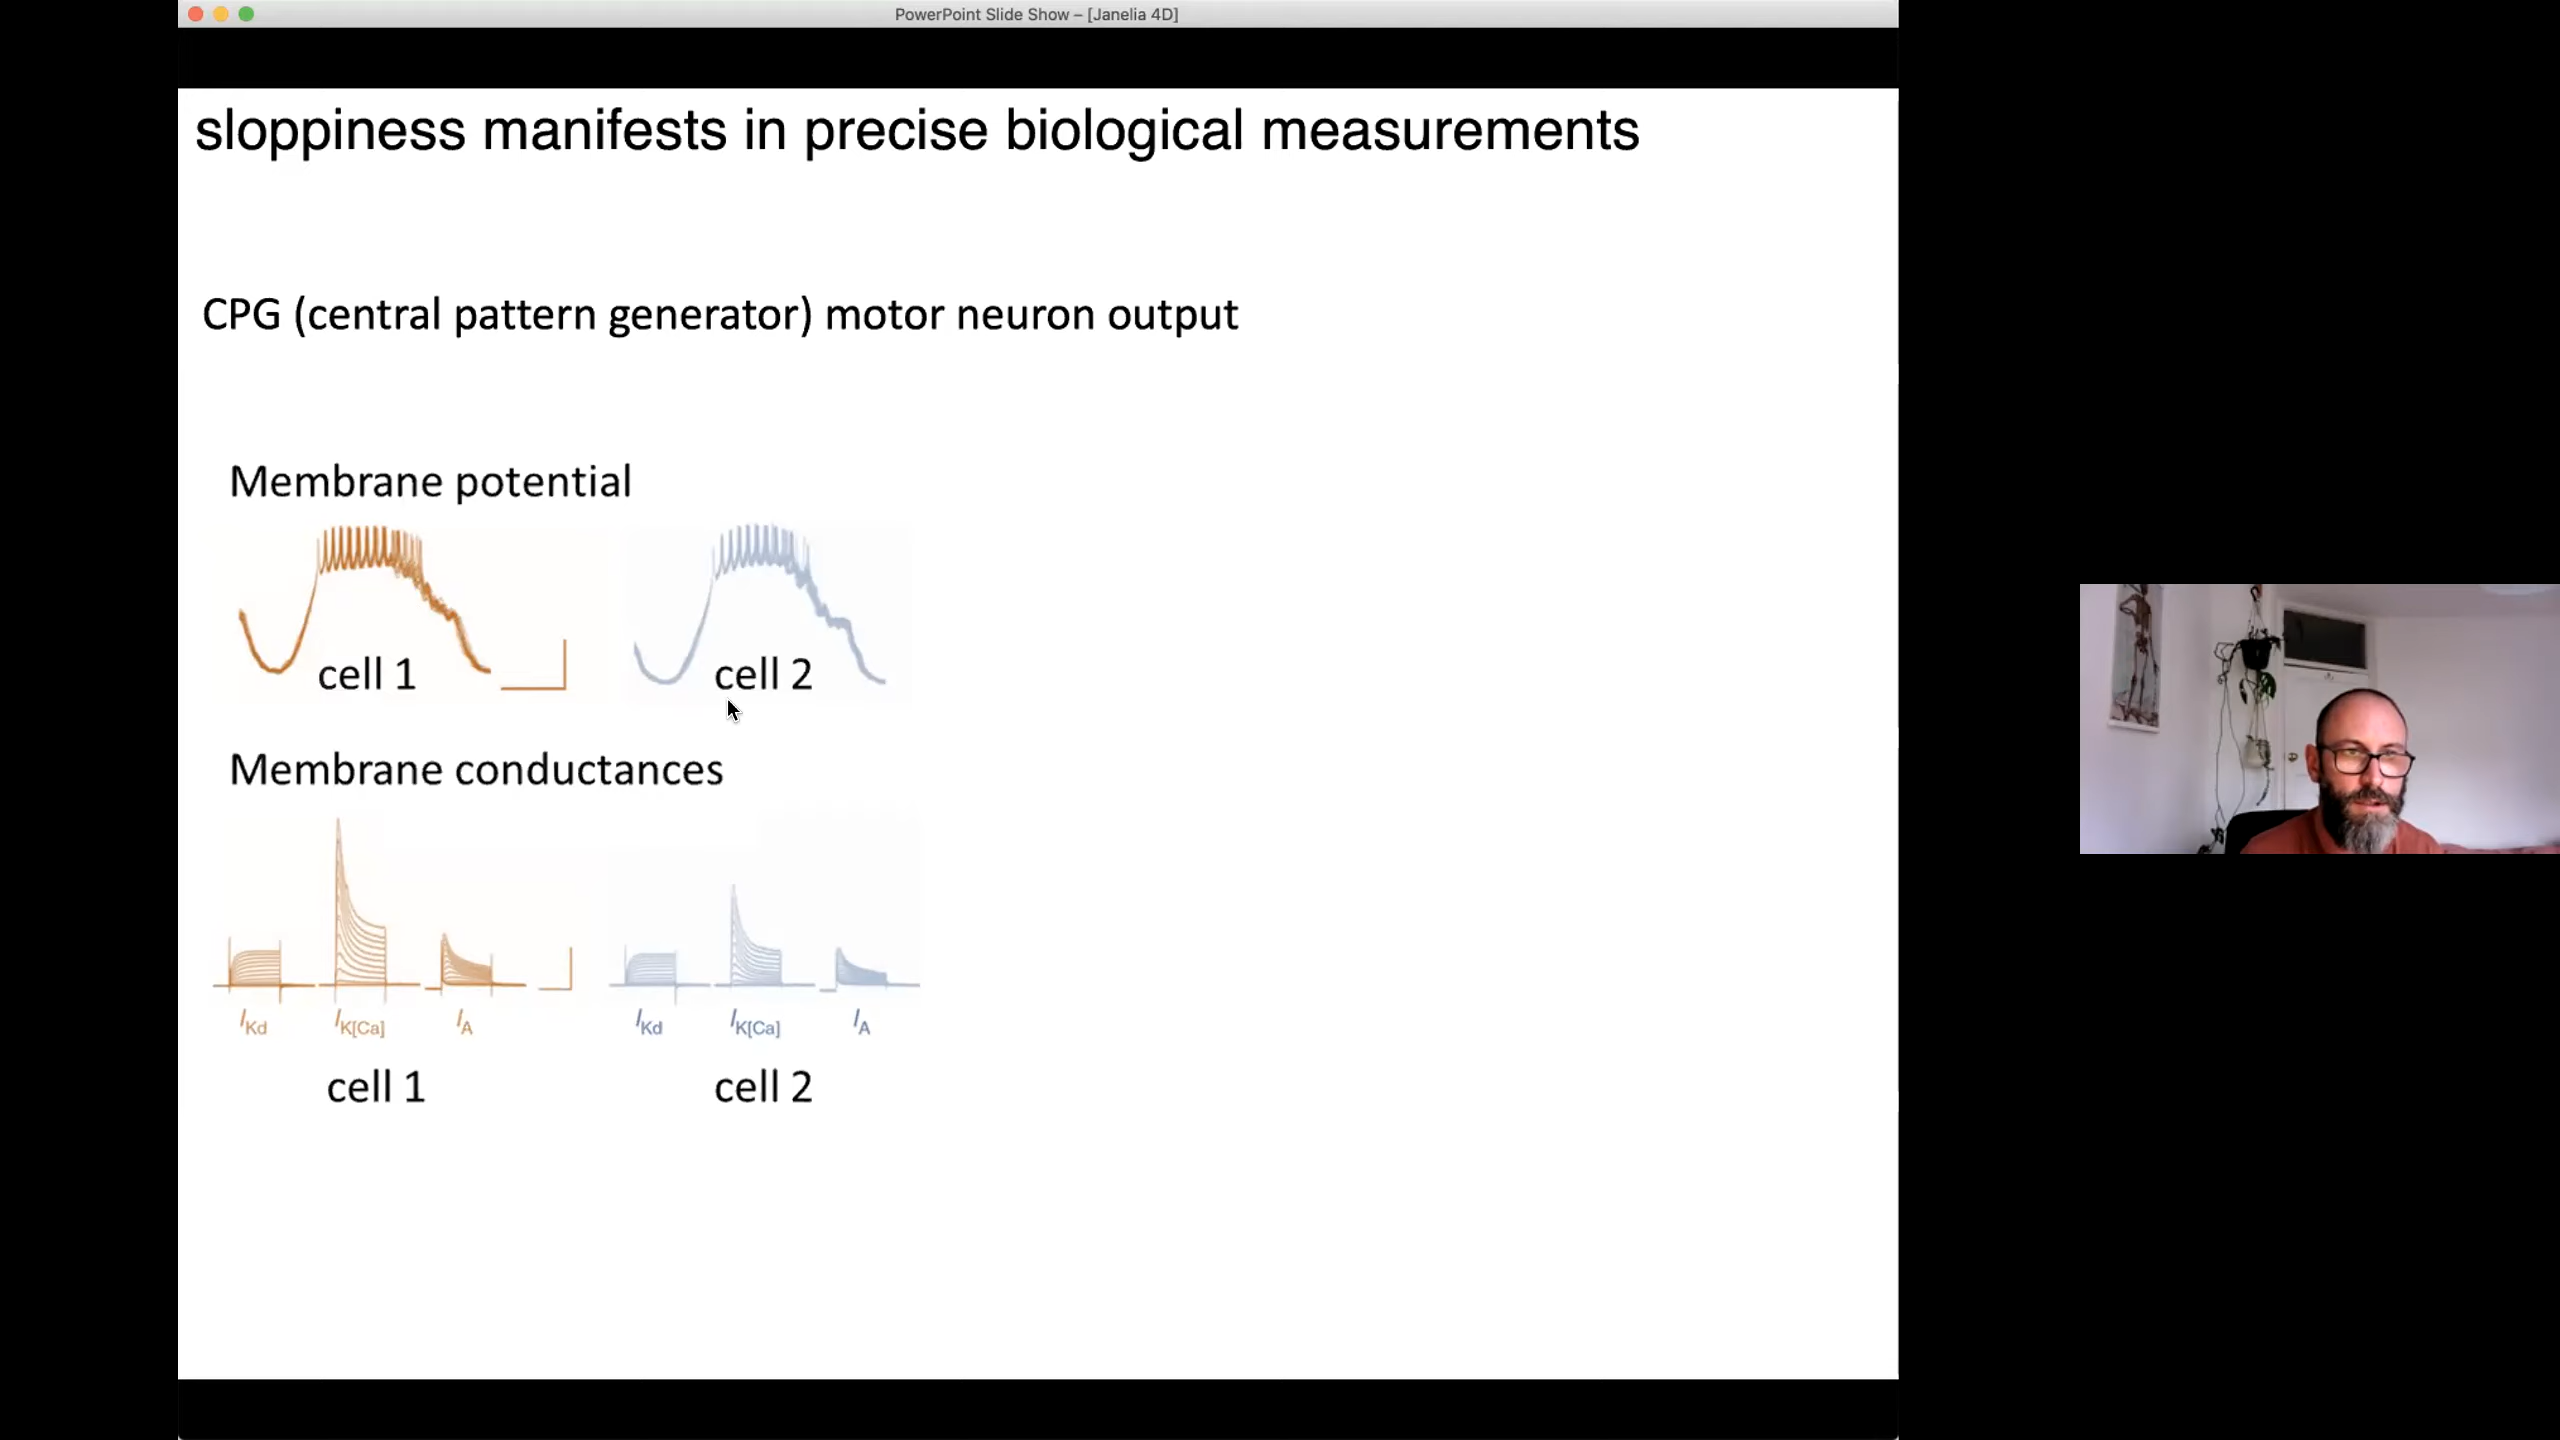 PowerPoint Slide Show – [Janelia 4D]
sloppiness manifests in precise biological measurements
CPG (central pattern generator) motor neuron output
Membrane potential
cell 1 cell 2
Membrane conductances
IKd IK[Ca] IA IKd IK[Ca] IA
cell 1 cell 2